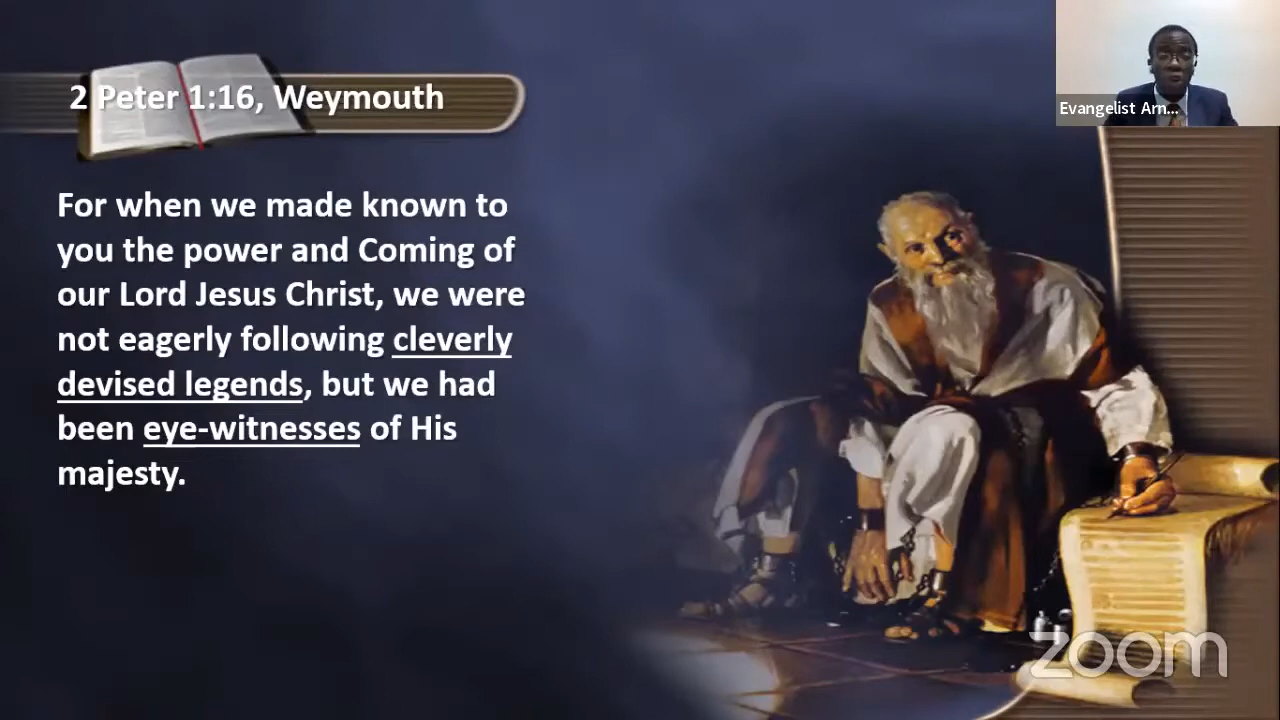 2 Peter 1:16, Weymouth
Evangelist Arn...
For when we made known to
you the power and Coming of
our Lord Jesus Christ, we were
not eagerly following cleverly
devised legends, but we had
been eye-witnesses of His
majesty.
zoom